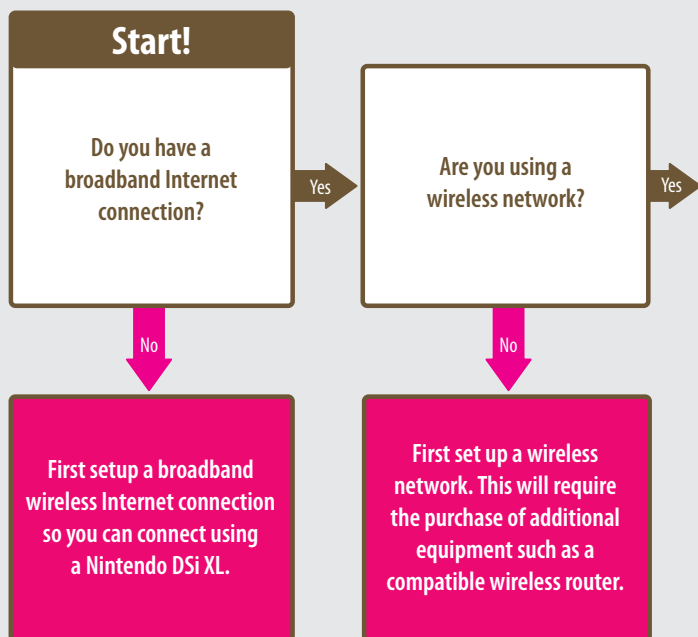 Start!
Do you have a
broadband Internet
connection?
Yes
Are you using a
wireless network?
Yes
No
No
First setup a broadband
wireless Internet connection
so you can connect using
a Nintendo DSi XL.
First set up a wireless
network. This will require
the purchase of additional
equipment such as a
compatible wireless router.